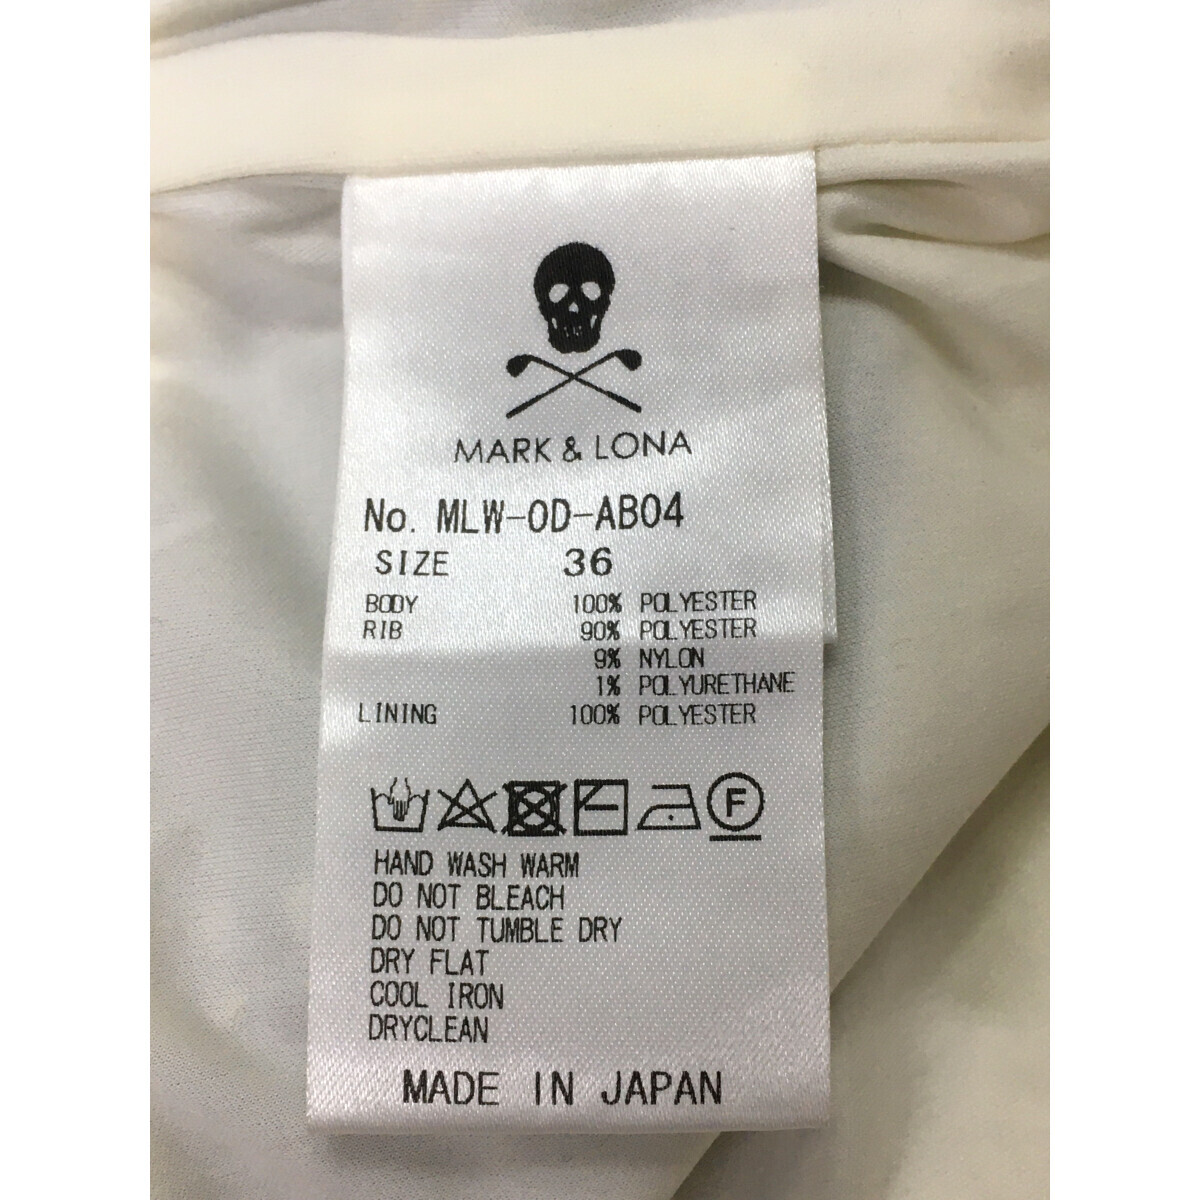 MARK & LONA
No. MLW-0D-AB04
SIZE 36
BODY 100% POLYESTER
RIB 90% POLYESTER
9% NYLON
1% POLYURETHANE
LINING 100% POLYESTER
F
HAND WASH WARM
DO NOT BLEACH
DO NOT TUMBLE DRY
DRY FLAT
COOL IRON
DRYCLEAN
MADE IN JAPAN